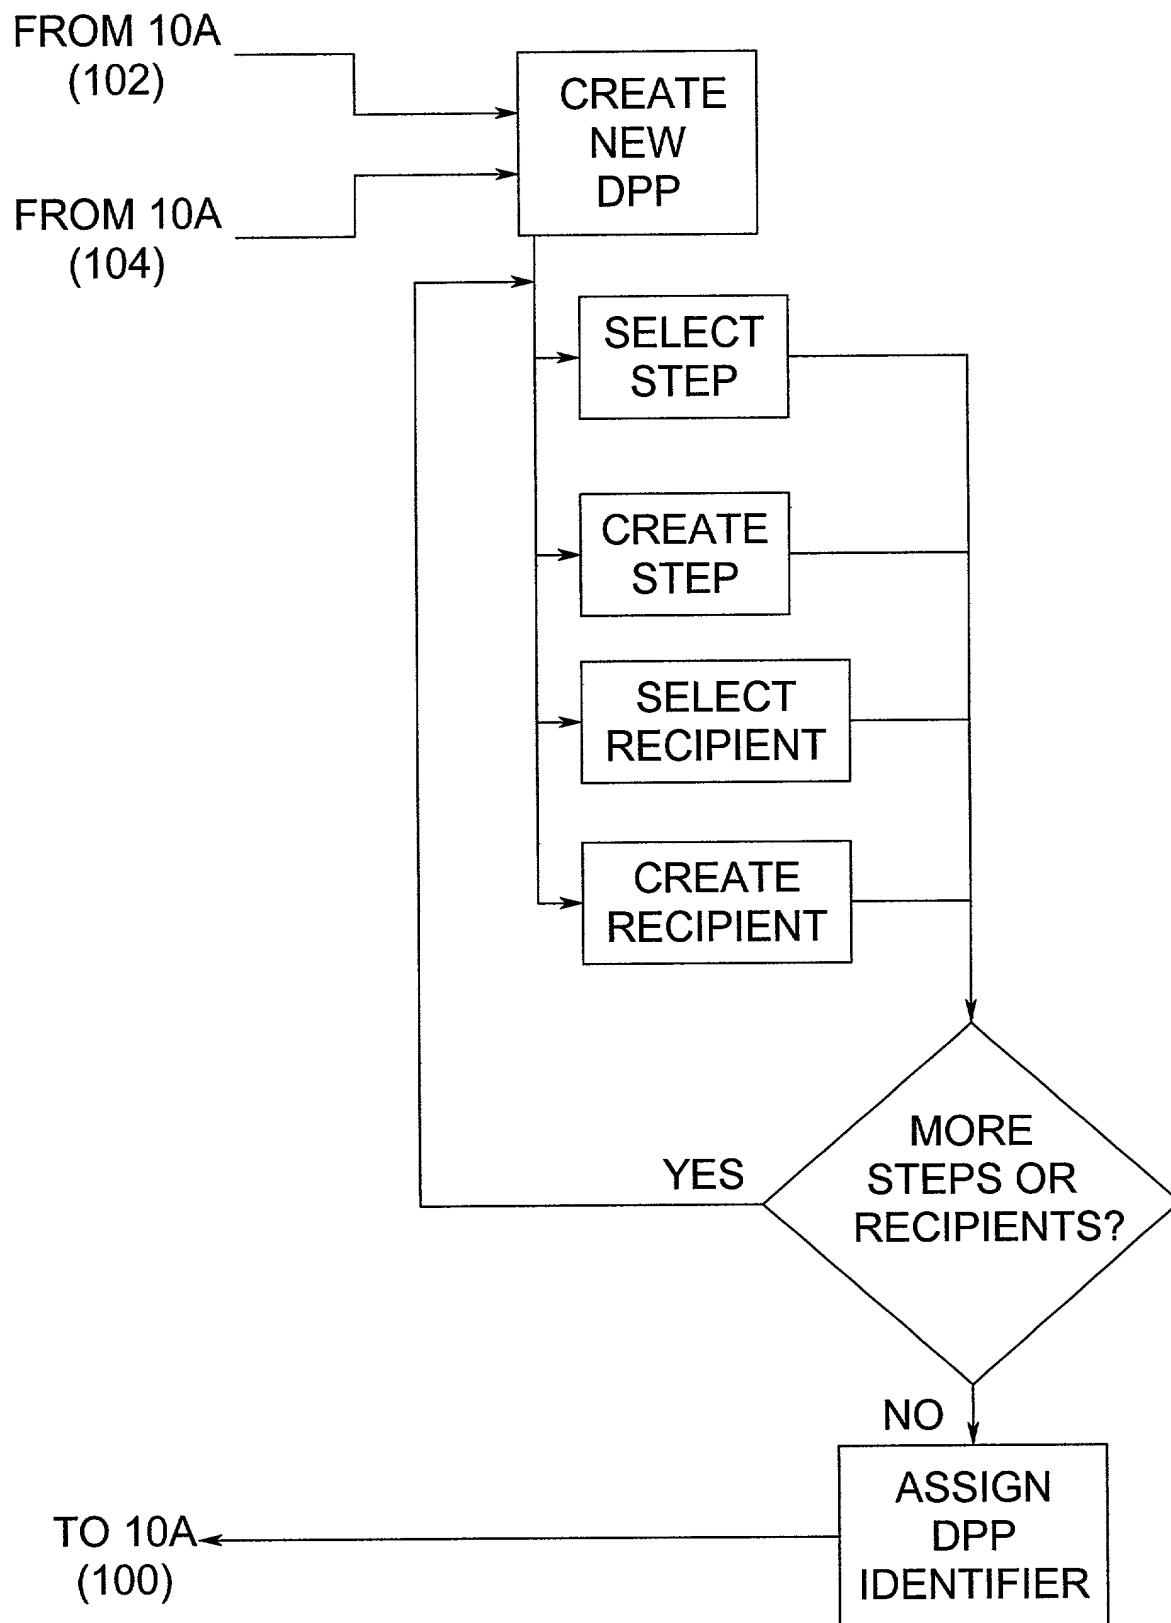 FROM 10A
(102)
CREATE
NEW
DPP
FROM 10A
(104)
SELECT
STEP
CREATE
STEP
SELECT
RECIPIENT
CREATE
RECIPIENT
MORE
STEPS OR
RECIPIENTS?
YES
NO
ASSIGN
DPP
IDENTIFIER
TO 10A
(100)